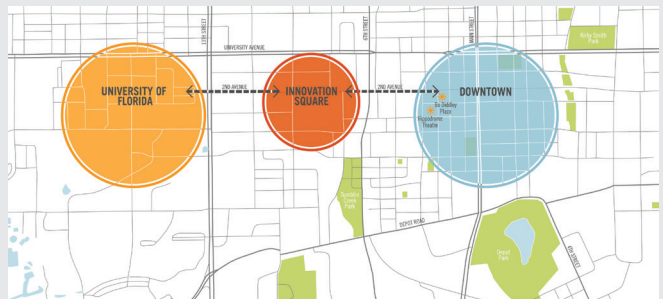 13TH STREET
6TH STREET
MAIN STREET
Kirby Smith
Park
UNIVERSITY AVENUE
UNIVERSITY OF
FLORIDA
2ND AVENUE
INNOVATION
SQUARE
2ND AVENUE
DOWNTOWN
Bo Diddley
Plaza
Hippodrome
Theatre
Tumblin
Creek
Park
DEPOT ROAD
Depot
Park
4TH STREET